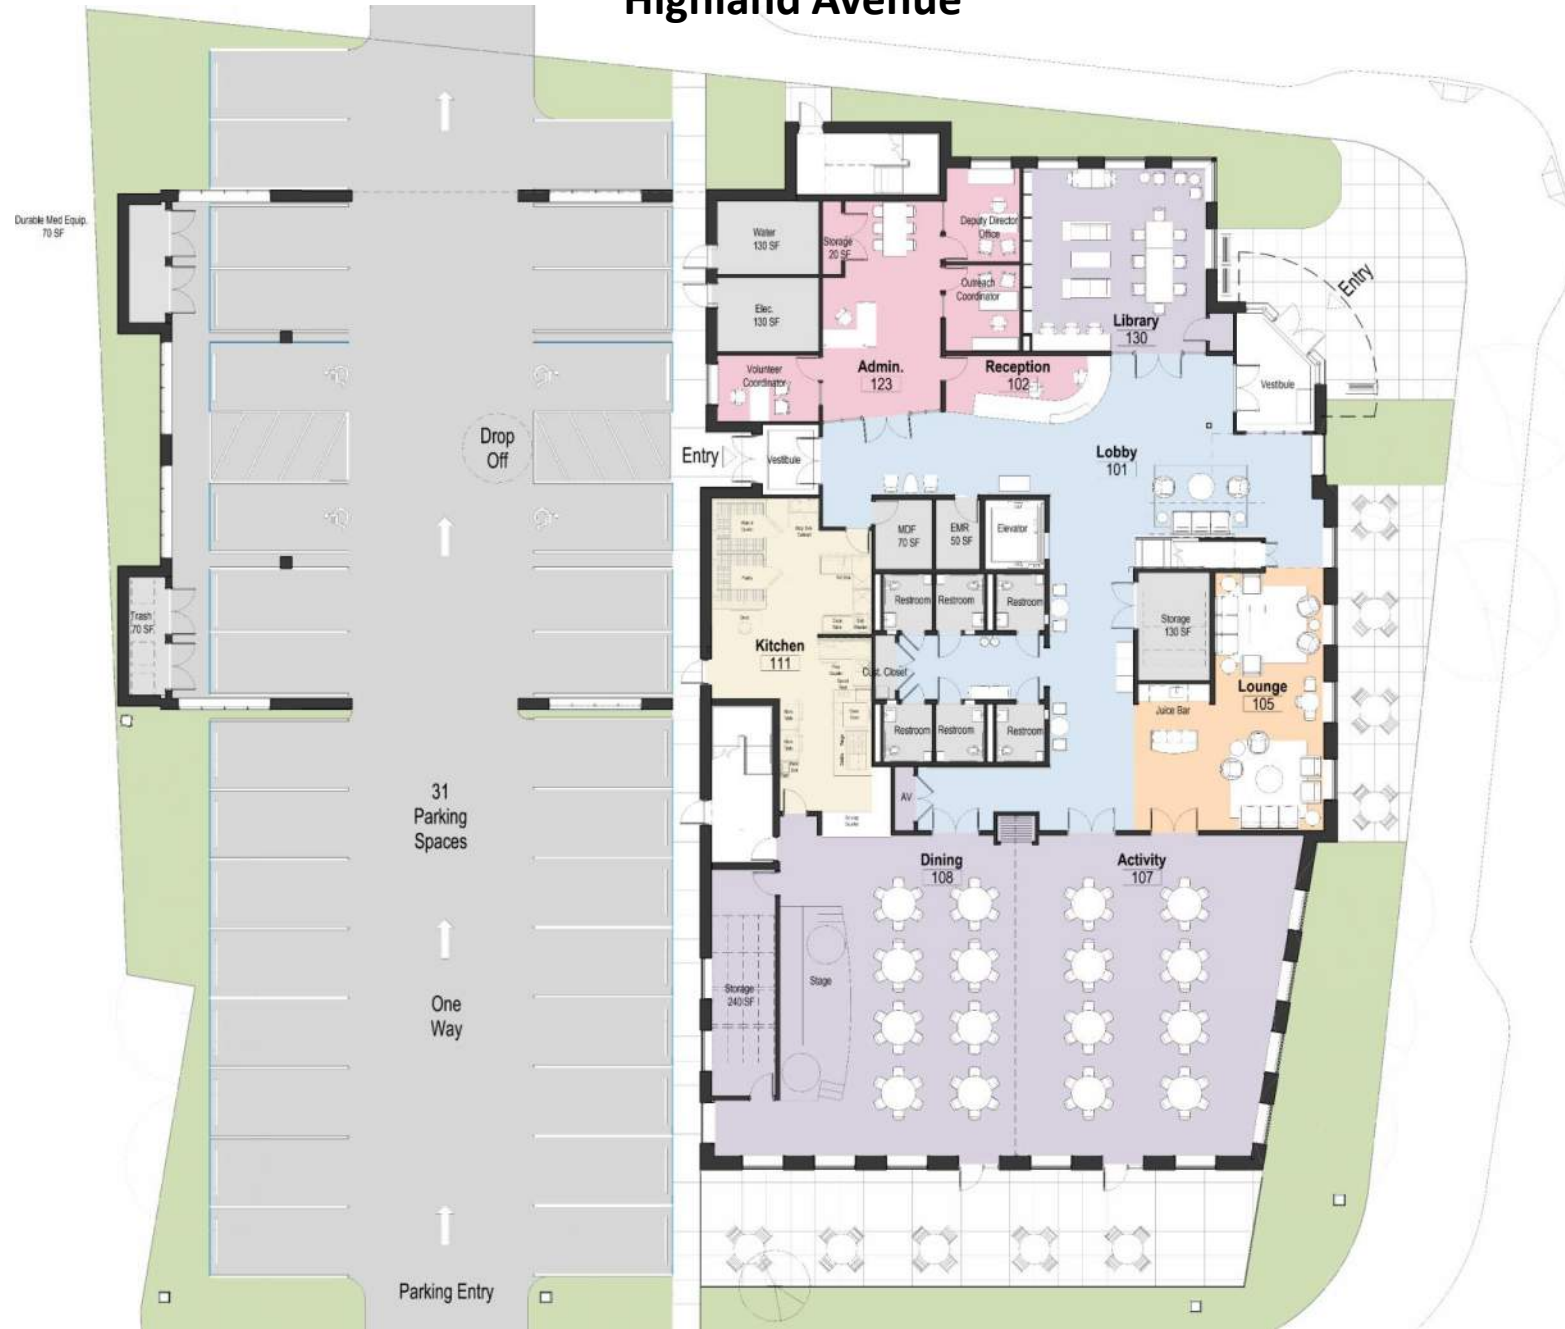 Highland Avenue
Durable Med Equip.
70 SF
Water
130 SF
Storage
20 SF
Deputy Director
Office
Elec.
130 SF
Outreach
Coordinator
Library
130
Entry
Volunteer
Coordinator
Admin.
123
Reception
102
Vestibule
Drop
Off
Entry
Vestibule
Lobby
101
MDF
70 SF
EMR
50 SF
Elevator
Trash
70 SF
Restroom
Restroom
Restroom
Storage
130 SF
Kitchen
111
Cust. Closet
Lounge
105
Juice Bar
Restroom
Restroom
Restroom
31
Parking
Spaces
AV
Dining
108
Activity
107
Storage
240 SF
Stage
One
Way
Parking Entry